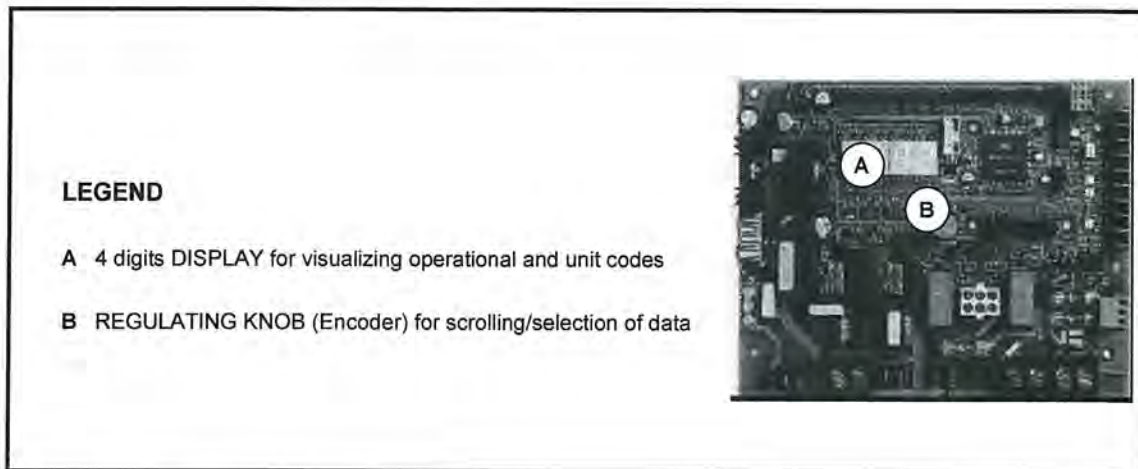 LEGEND
A 4 digits DISPLAY for visualizing operational and unit codes
B REGULATING KNOB (Encoder) for scrolling/selection of data
A
B